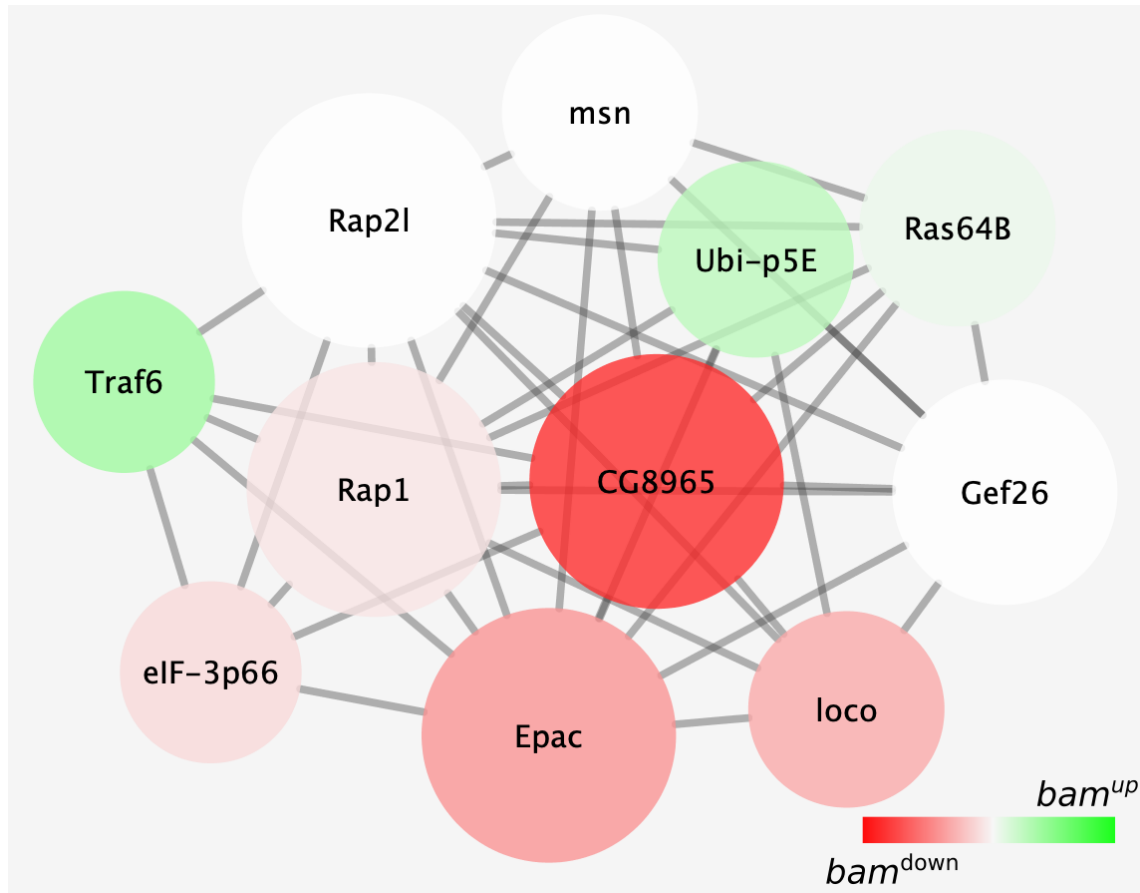 msn
Rap2l
Ras64B
Ubi-p5E
Traf6
CG8965
Rap1
Gef26
eIF-3p66
loco
Epac
bam^up
bam^down